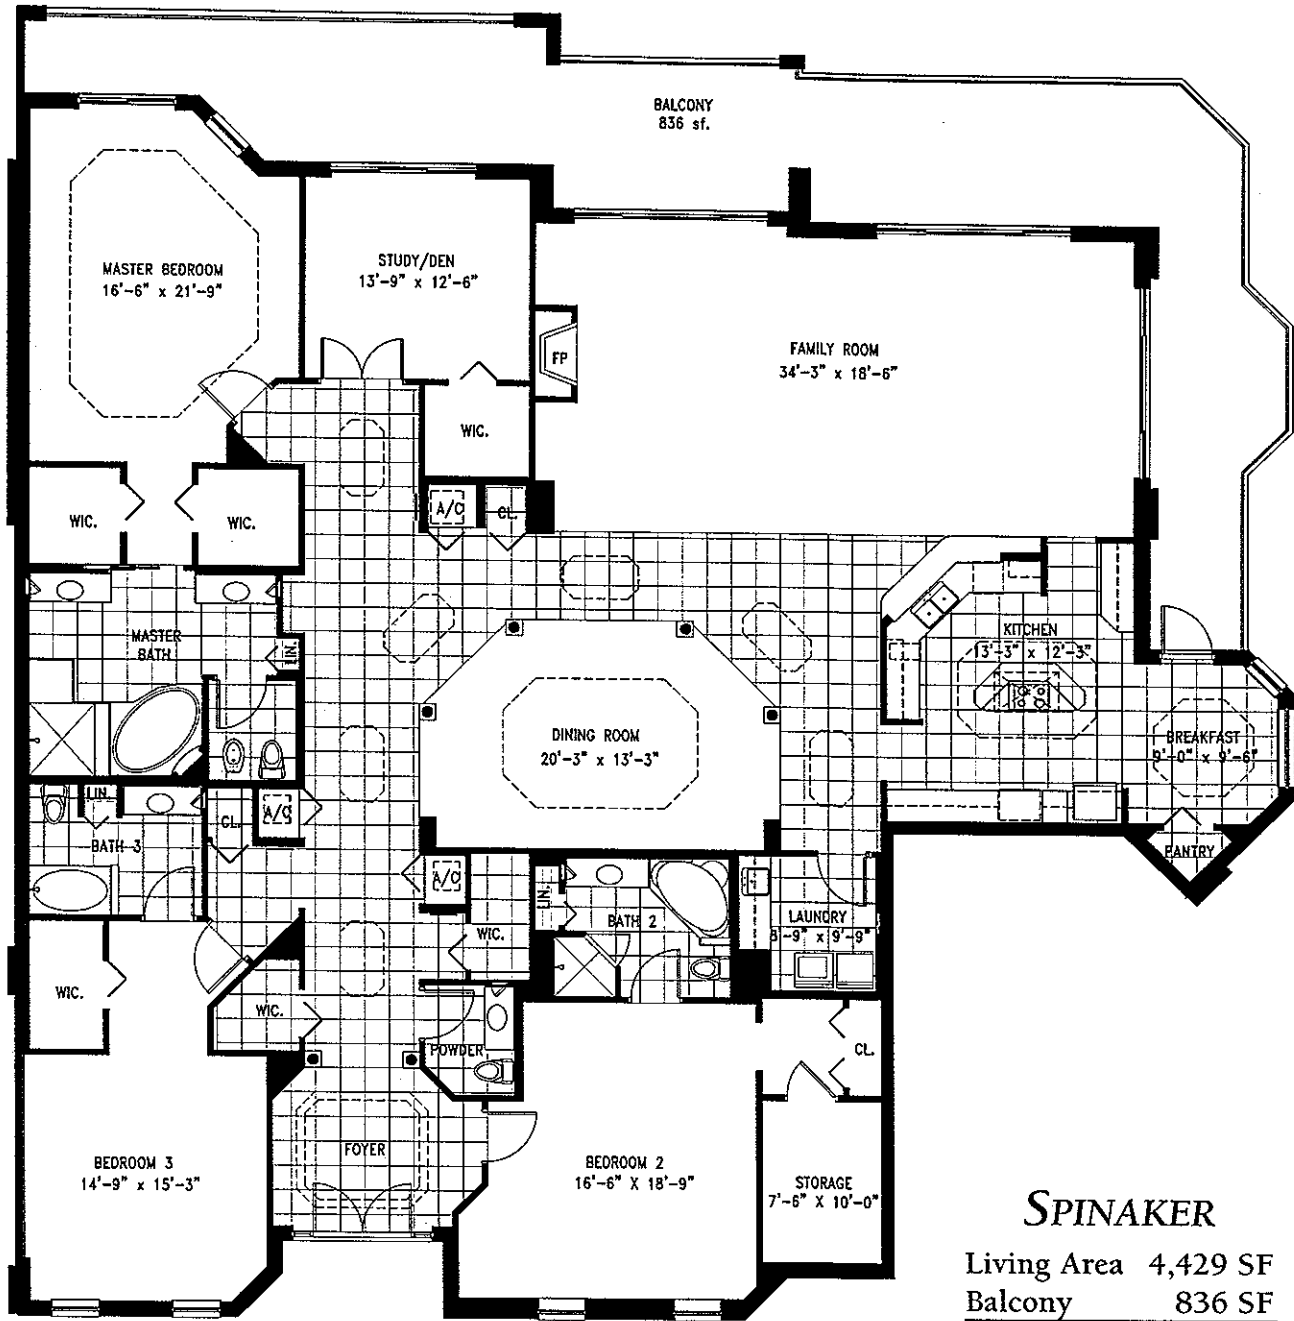 BALCONY
836 sf.
MASTER BEDROOM
16'-6" x 21'-9"
STUDY/DEN
13'-9" x 12'-6"
FAMILY ROOM
34'-3" x 18'-6"
FP
WIC.
WIC.
WIC.
A/C
CL.
MASTER
BATH
LIN.
KITCHEN
13'-3" x 12'-3"
DINING ROOM
20'-3" x 13'-3"
BREAKFAST
9'-0" x 9'-6"
PANTRY
LIN.
CL.
A/C
BATH 3
A/C
LIN.
BATH 2
LAUNDRY
8'-9" x 9'-9"
WIC.
WIC.
WIC.
POWDER
CL.
FOYER
BEDROOM 3
14'-9" x 15'-3"
BEDROOM 2
16'-6" X 18'-9"
STORAGE
7'-6" X 10'-0"
SPINAKER
Living Area 4,429 SF
Balcony 836 SF